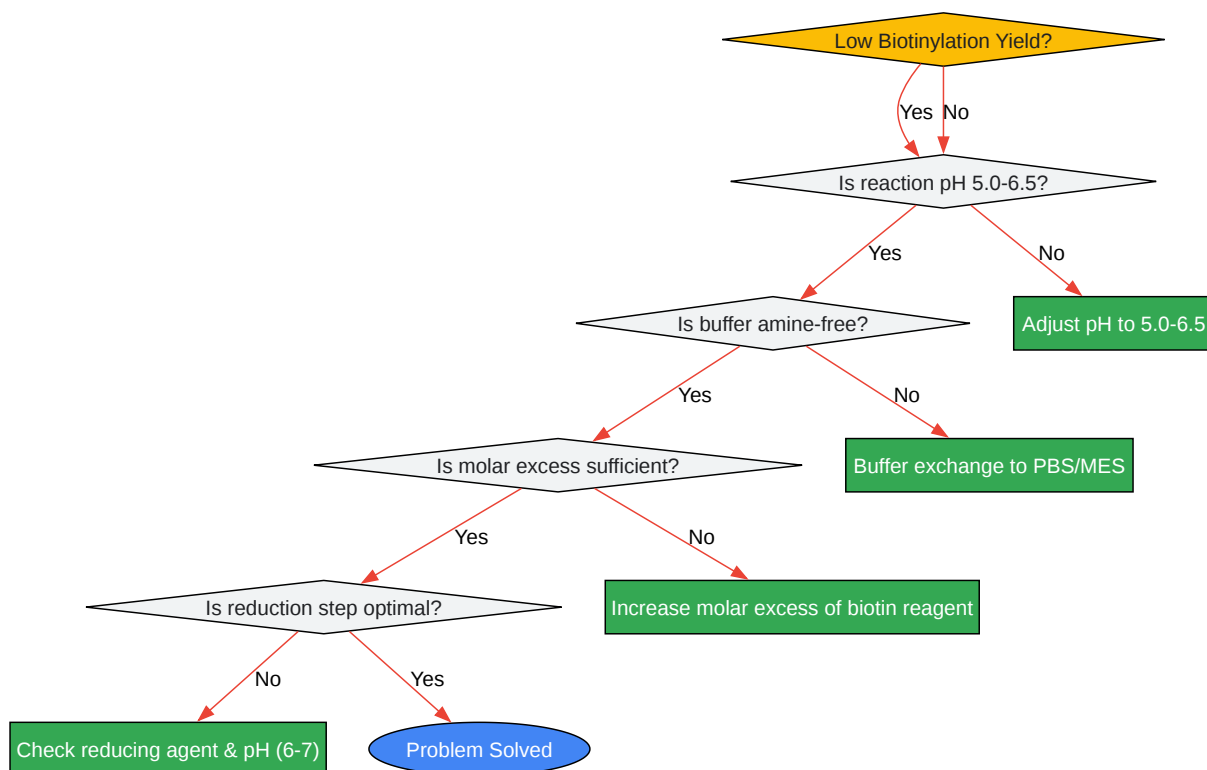 Low Biotinylation Yield?
Yes No
Is reaction pH 5.0-6.5?
Yes
No
Is buffer amine-free?
Adjust pH to 5.0-6.5
Yes
No
Is molar excess sufficient?
Buffer exchange to PBS/MES
Yes
No
Is reduction step optimal?
Increase molar excess of biotin reagent
No
Yes
Check reducing agent & pH (6-7)
Problem Solved